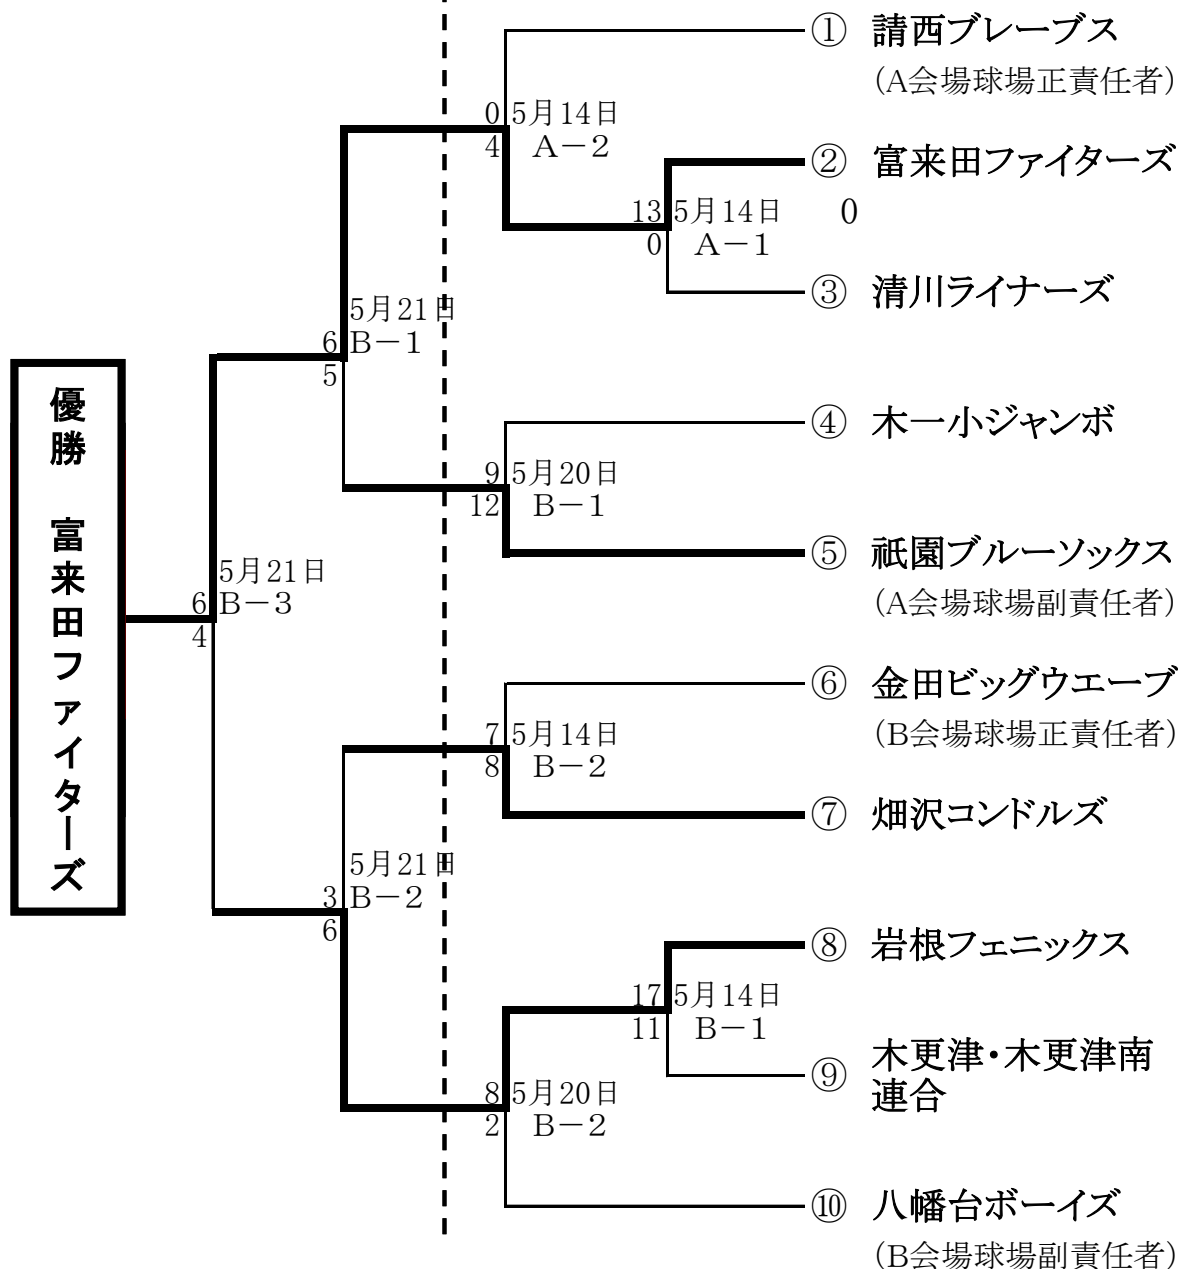 ① 請西ブレーブス
（A会場球場正責任者）
0 5月14日
4 A－2
② 富来田ファイターズ
13 5月14日 0
0 A－1
③ 清川ライナーズ
5月21日
6 B－1
5
④ 木一小ジャンボ
9 5月20日
12 B－1
⑤ 祇園ブルーソックス
（A会場球場副責任者）
優勝 富来田ファイターズ
5月21日
6 B－3
4
⑥ 金田ビッグウエーブ
（B会場球場正責任者）
7 5月14日
8 B－2
⑦ 畑沢コンドルズ
5月21日
3 B－2
6
⑧ 岩根フェニックス
17 5月14日
11 B－1
⑨ 木更津・木更津南
連合
8 5月20日
2 B－2
⑩ 八幡台ボーイズ
（B会場球場副責任者）